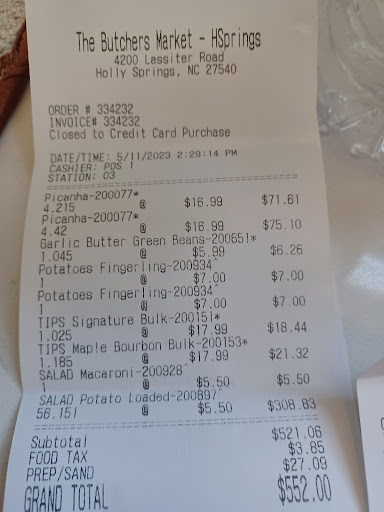 The Butchers Market - HSprings
4200 Lassiter Road
Holly Springs, NC 27540
ORDER # 334232
INVOICE# 334232
Closed to Credit Card Purchase
DATE/TIME: 5/11/2023 2:29:14 PM
CASHIER: POS 1
STATION: 03
Picanha-200077*
4.215 @ $16.99 $71.61
Picanha-200077*
4.42 @ $16.99 $75.10
Garlic Butter Green Beans-200651*
1.045 @ $5.99 $6.26
Potatoes Fingerling-200934^
1 @ $7.00 $7.00
Potatoes Fingerling-200934^
1 @ $7.00 $7.00
TIPS Signature Bulk-200151*
1.025 @ $17.99 $18.44
TIPS Maple Bourbon Bulk-200153*
1.185 @ $17.99 $21.32
SALAD Macaroni-200928^
1 @ $5.50 $5.50
SALAD Potato Loaded-200897^
56.151 @ $5.50 $308.83
Subtotal $521.06
FOOD TAX $3.85
PREP/SAND $27.09
GRAND TOTAL $552.00